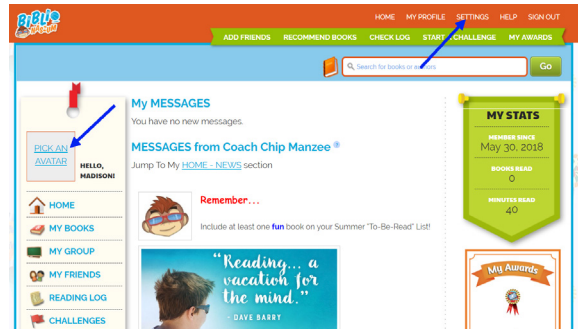 BiBLiO
HOME MY PROFILE SETTINGS HELP SIGN OUT
ADD FRIENDS RECOMMEND BOOKS CHECK LOG START CHALLENGE MY AWARDS
Search for books or authors
Go
PICK AN
AVATAR
HELLO,
MADISON!
HOME
MY BOOKS
MY GROUP
MY FRIENDS
READING LOG
CHALLENGES
My MESSAGES
You have no new messages.
MESSAGES from Coach Chip Manzee
Jump To My HOME - NEWS section
Remember...
Include at least one fun book on your Summer "To-Be-Read" List!
"Reading... a
vacation for
the mind."
- DAVE BARRY
MY STATS
MEMBER SINCE
May 30, 2018
BOOKS READ
0
MINUTES READ
40
My Awards